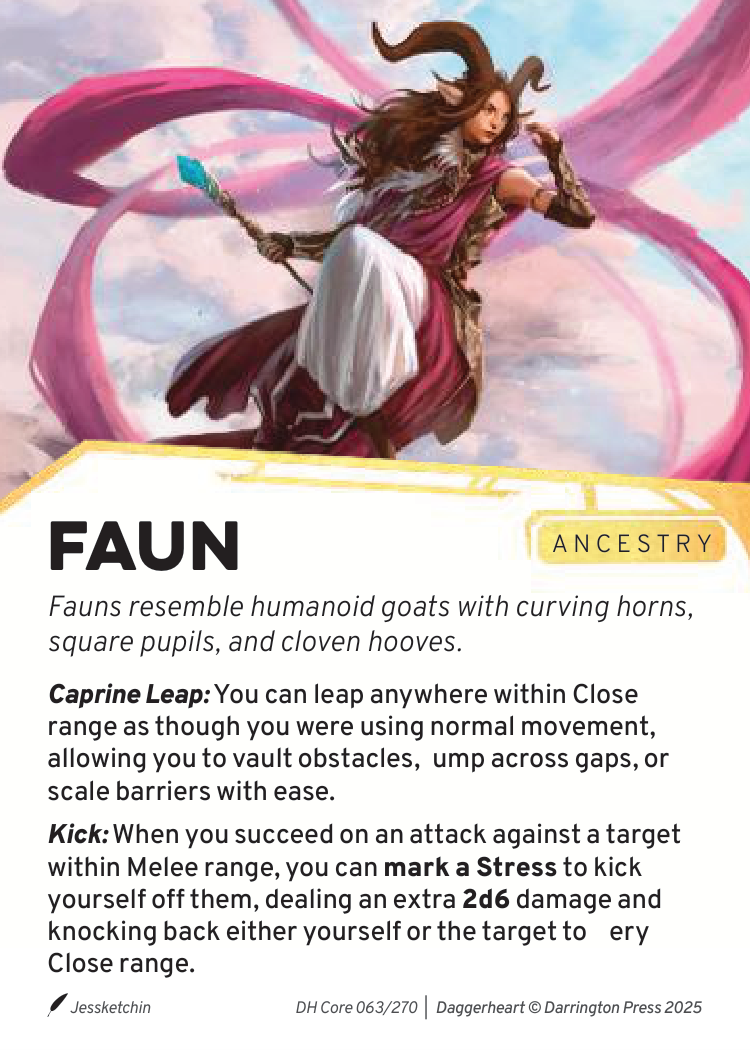 FAUN
ANCESTRY
Fauns resemble humanoid goats with curving horns,
square pupils, and cloven hooves.
Caprine Leap: You can leap anywhere within Close
range as though you were using normal movement,
allowing you to vault obstacles, ump across gaps, or
scale barriers with ease.
Kick: When you succeed on an attack against a target
within Melee range, you can mark a Stress to kick
yourself off them, dealing an extra 2d6 damage and
knocking back either yourself or the target to ery
Close range.
Jessketchin
DH Core 063/270 | Daggerheart © Darrington Press 2025